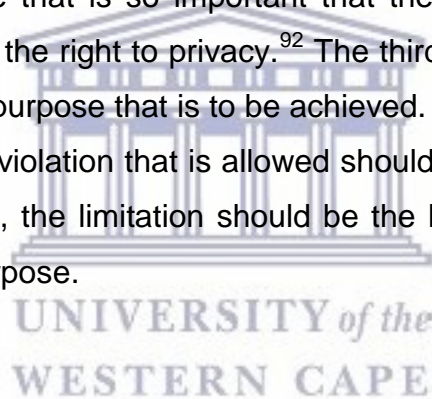 that is so important that the
the right to privacy.92 The third
purpose that is to be achieved.
violation that is allowed should
, the limitation should be the
rpose.
UNIVERSITY of the
WESTERN CAPE